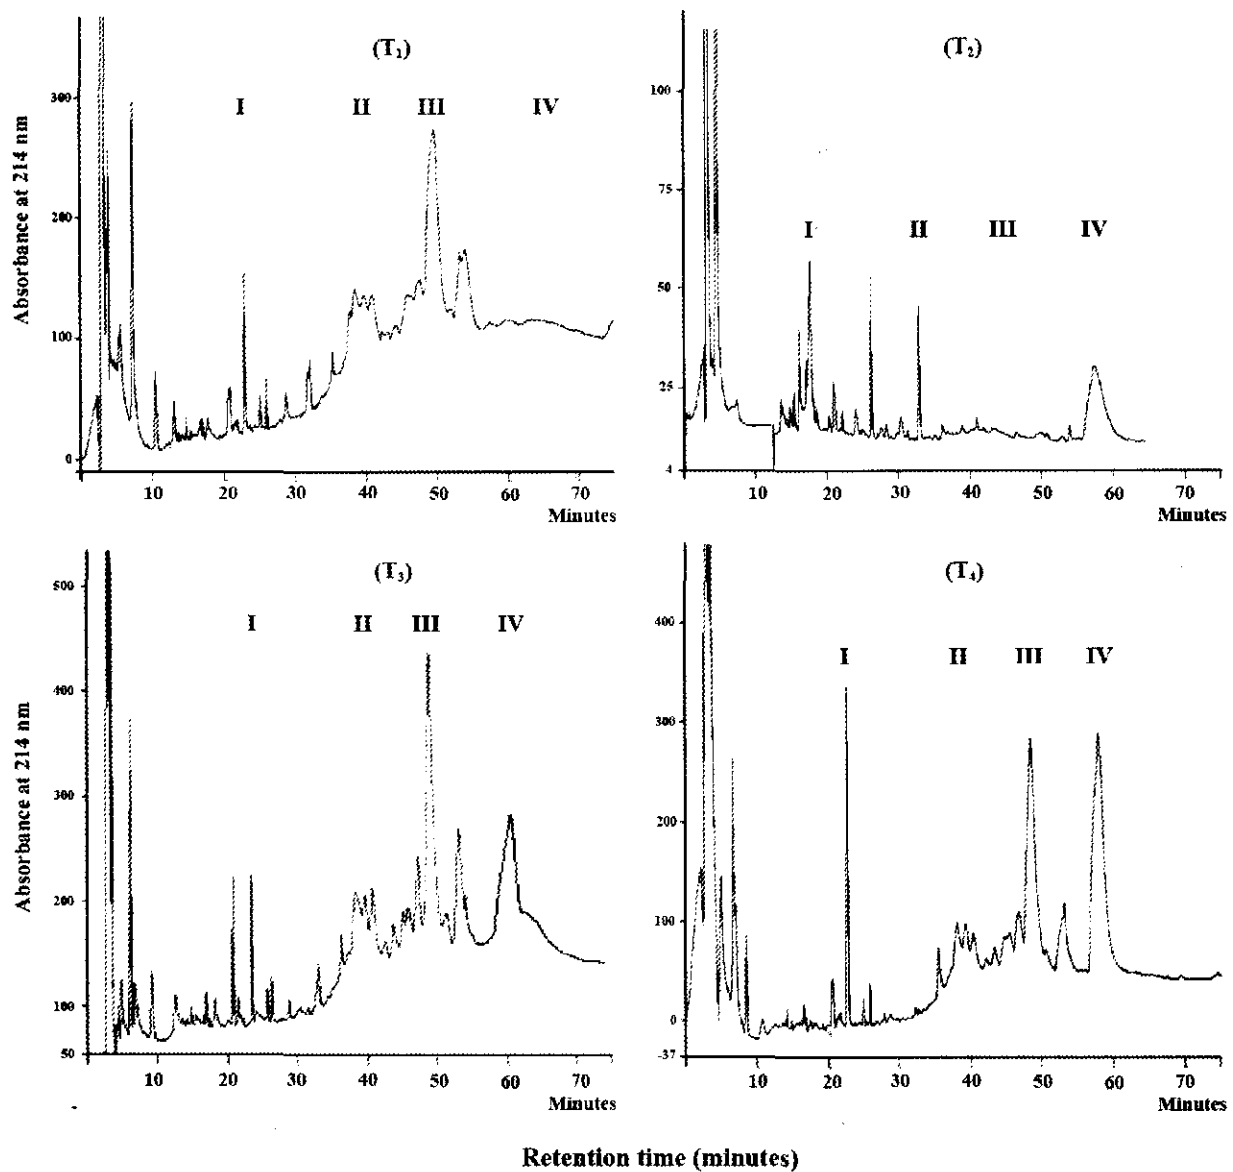 (T₁)
I II III IV
Absorbance at 214 nm
300
200
100
0
10 20 30 40 50 60 70
Minutes
(T₂)
I II III IV
100
75
50
25
-4
10 20 30 40 50 60 70
Minutes
(T₃)
I II III IV
Absorbance at 214 nm
500
400
300
200
100
50
10 20 30 40 50 60 70
Minutes
(T₄)
I II III IV
400
300
200
100
0
-37
10 20 30 40 50 60 70
Minutes
Retention time (minutes)